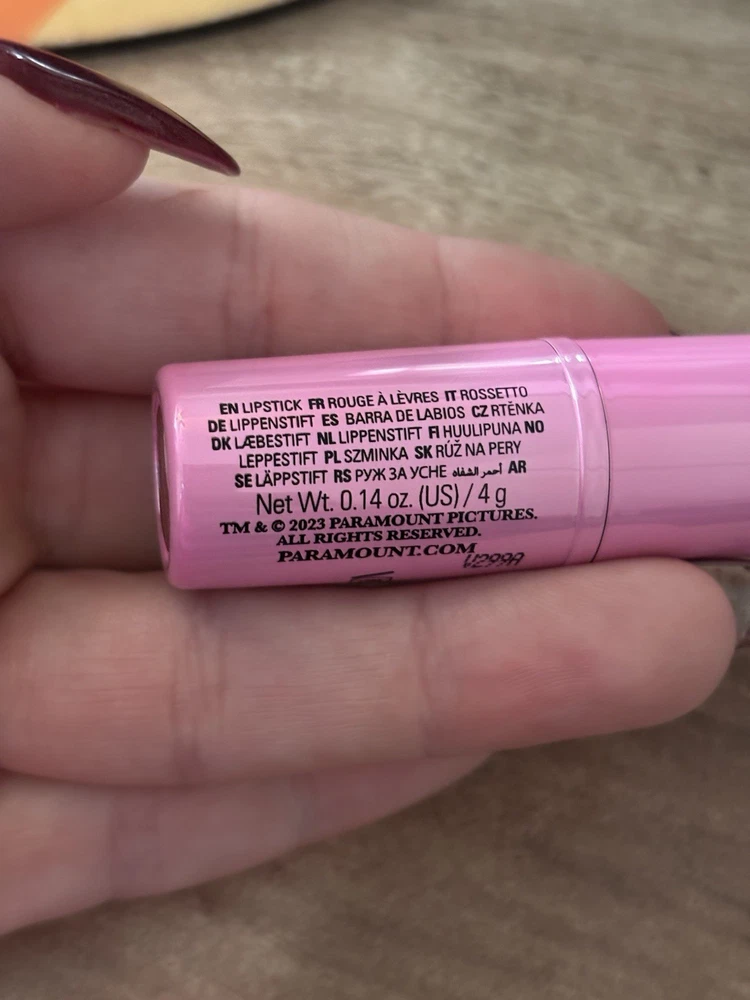 EN LIPSTICK FR ROUGE À LÈVRES IT ROSSETTO
DE LIPPENSTIFT ES BARRA DE LABIOS CZ RTĚNKA
DK LÆBESTIFT NL LIPPENSTIFT FI HUULIPUNA NO
LEPPESTIFT PL SZMINKA SK RÚŽ NA PERY
SE LÄPPSTIFT RS РУЖ ЗА УСНЕ أحمر الشفاه AR
Net Wt. 0.14 oz. (US) / 4 g
TM & © 2023 PARAMOUNT PICTURES.
ALL RIGHTS RESERVED.
PARAMOUNT.COM
V299A